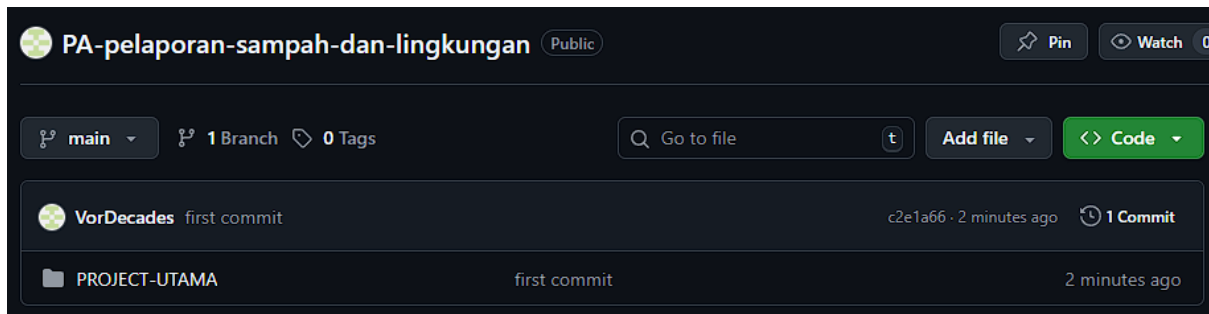 PA-pelaporan-sampah-dan-lingkungan Public Pin Watch 0
main 1 Branch 0 Tags Go to file t Add file <> Code
VorDecades first commit c2e1a66 · 2 minutes ago 1 Commit
PROJECT-UTAMA first commit 2 minutes ago